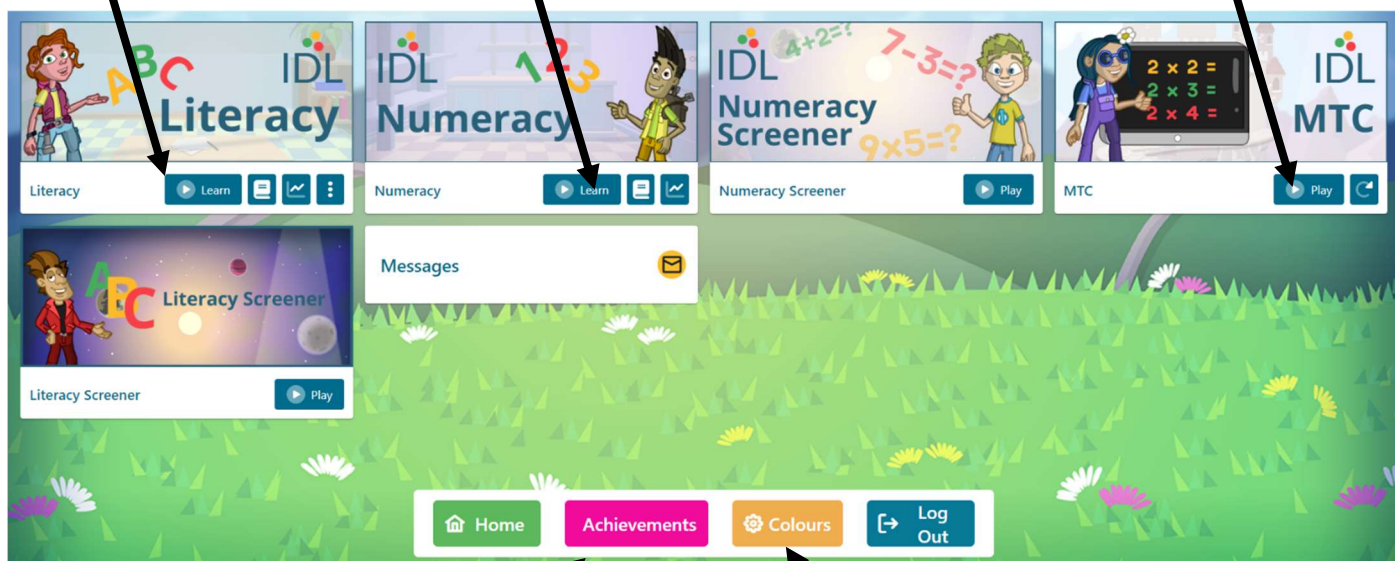 ABC
IDL
Literacy
Literacy
Learn
IDL
123
Numeracy
Numeracy
Learn
IDL
4+2=?
7-3=?
Numeracy
Screener
9x5=?
Numeracy Screener
Play
2 x 2 =
2 x 3 =
2 x 4 =
IDL
MTC
MTC
Play
ABC
Literacy Screener
Literacy Screener
Play
Messages
Home
Achievements
Colours
Log
Out